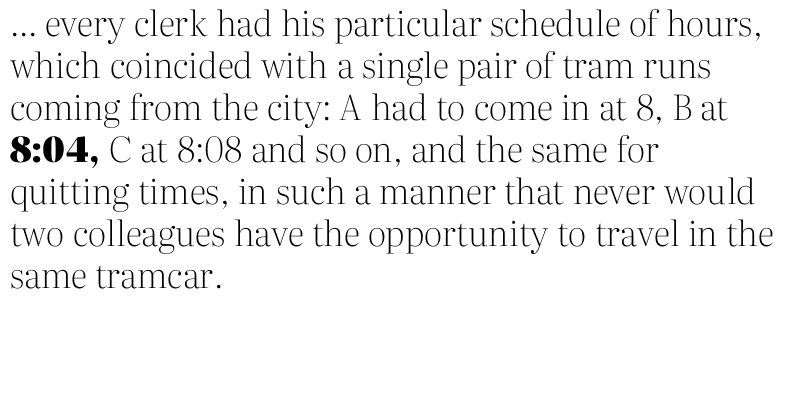 ... every clerk had his particular schedule of hours,
which coincided with a single pair of tram runs
coming from the city: A had to come in at 8, B at
8:04, C at 8:08 and so on, and the same for
quitting times, in such a manner that never would
two colleagues have the opportunity to travel in the
same tramcar.